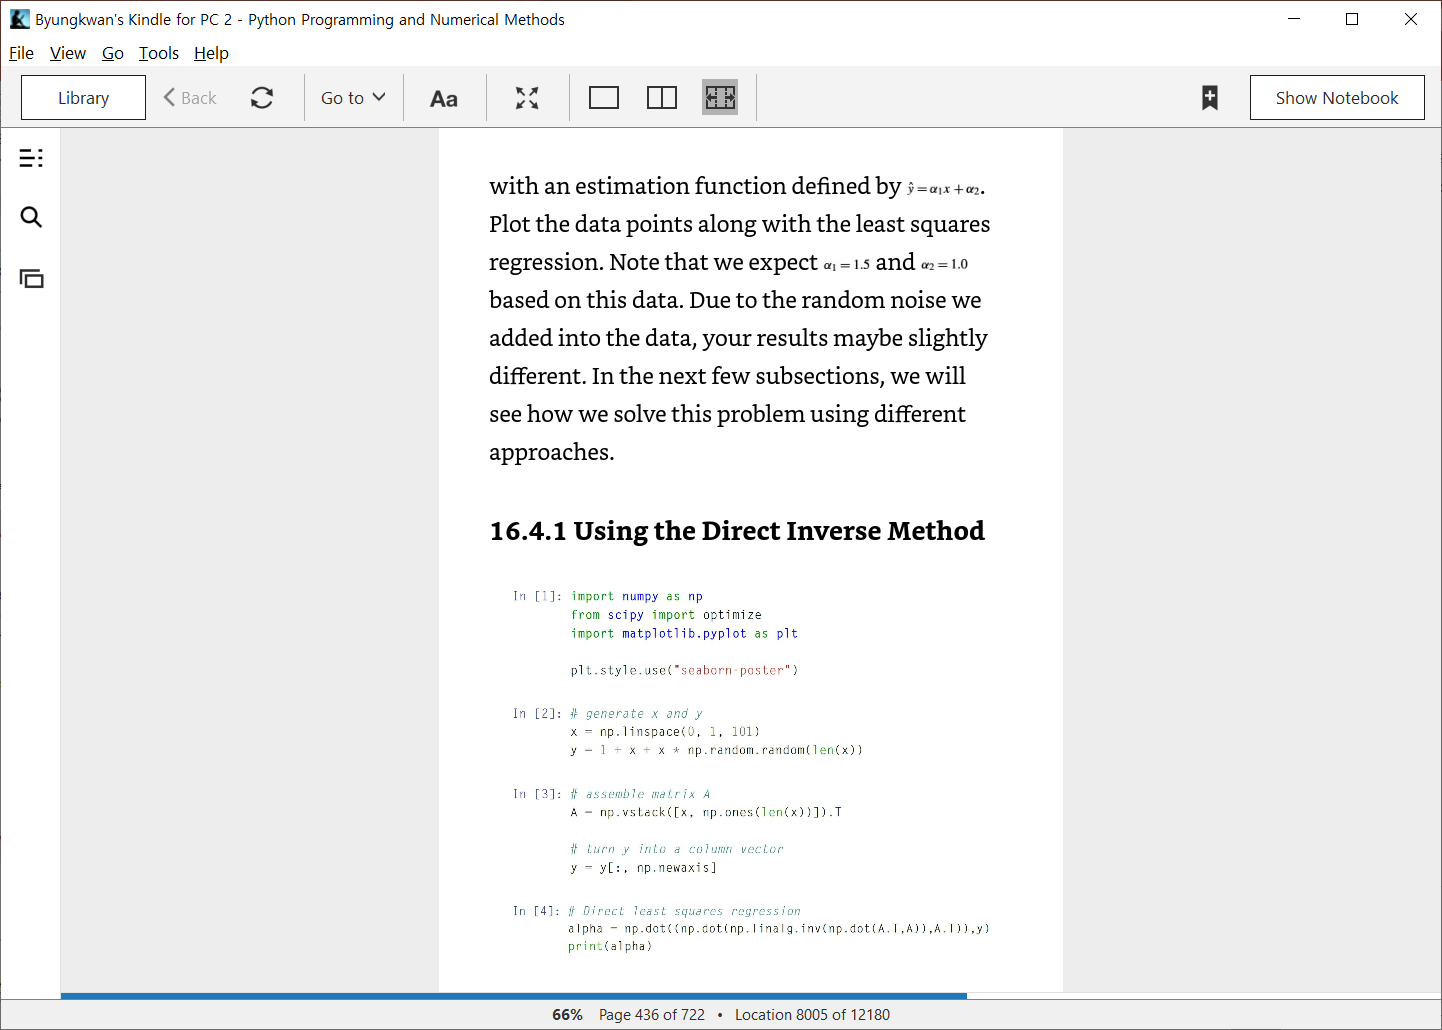 Byungkwan's Kindle for PC 2 - Python Programming and Numerical Methods
File View Go Tools Help
Library Back Go to Aa Show Notebook
with an estimation function defined by ŷ = α₁x + α₂.
Plot the data points along with the least squares
regression. Note that we expect α₁ = 1.5 and α₂ = 1.0
based on this data. Due to the random noise we
added into the data, your results maybe slightly
different. In the next few subsections, we will
see how we solve this problem using different
approaches.
16.4.1 Using the Direct Inverse Method
In [1]: import numpy as np
from scipy import optimize
import matplotlib.pyplot as plt
plt.style.use("seaborn-poster")
In [2]: # generate x and y
x = np.linspace(0, 1, 101)
y = 1 + x + x * np.random.random(len(x))
In [3]: # assemble matrix A
A = np.vstack([x, np.ones(len(x))]).T
# turn y into a column vector
y = y[:, np.newaxis]
In [4]: # Direct least squares regression
alpha = np.dot((np.dot(np.linalg.inv(np.dot(A.T,A)),A.T)),y)
print(alpha)
66% Page 436 of 722 • Location 8005 of 12180